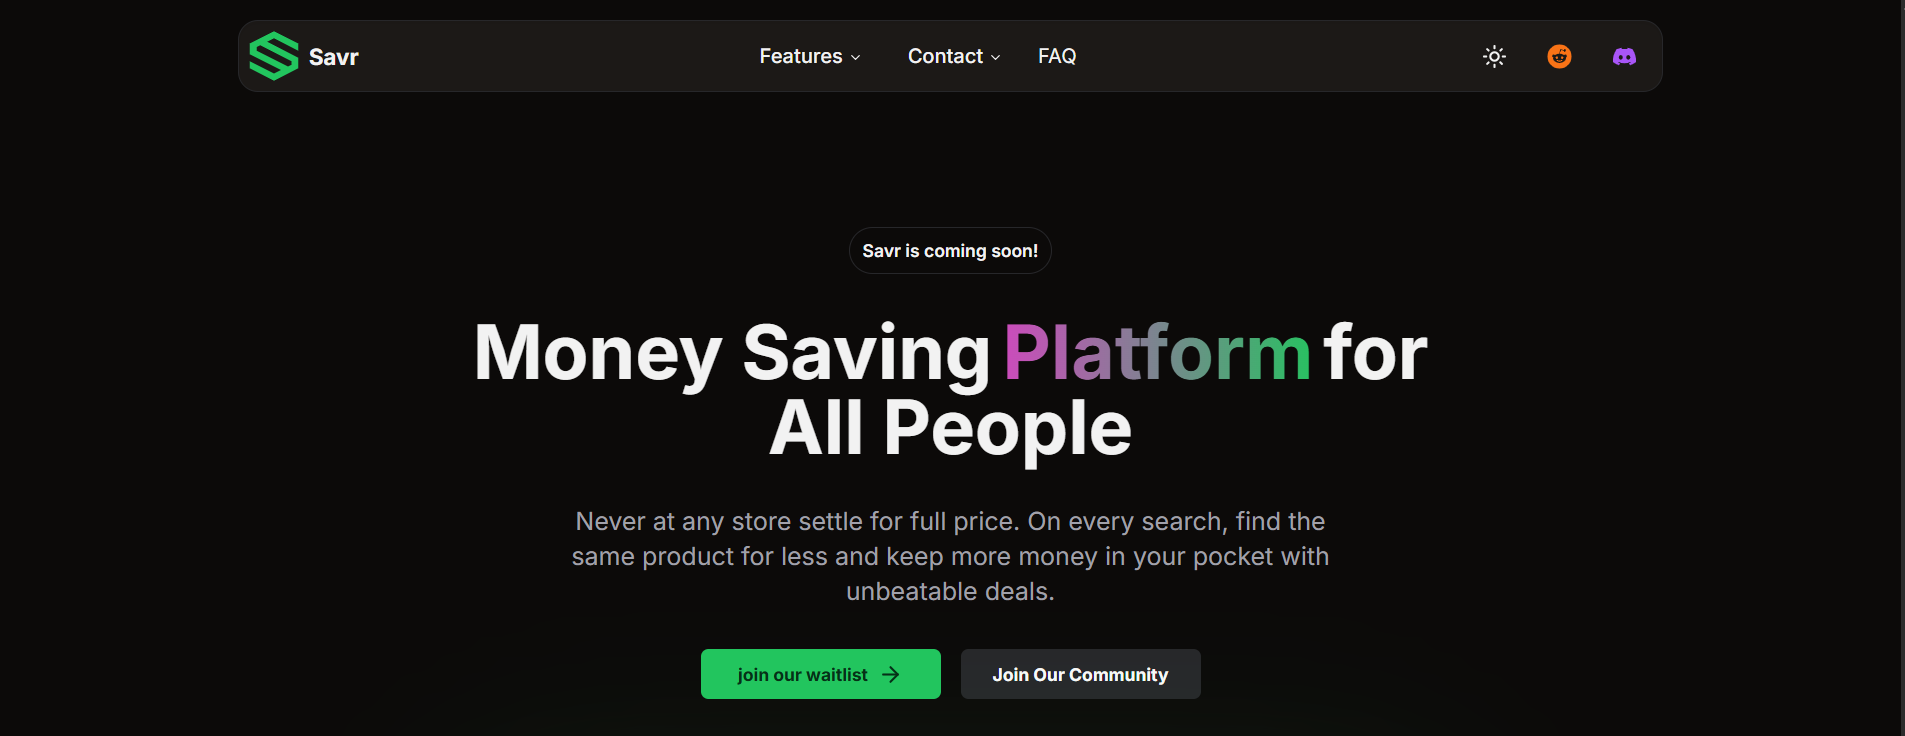 Savr
Features
Contact
FAQ
Savr is coming soon!
Money Saving Platform for
All People
Never at any store settle for full price. On every search, find the
same product for less and keep more money in your pocket with
unbeatable deals.
join our waitlist
Join Our Community